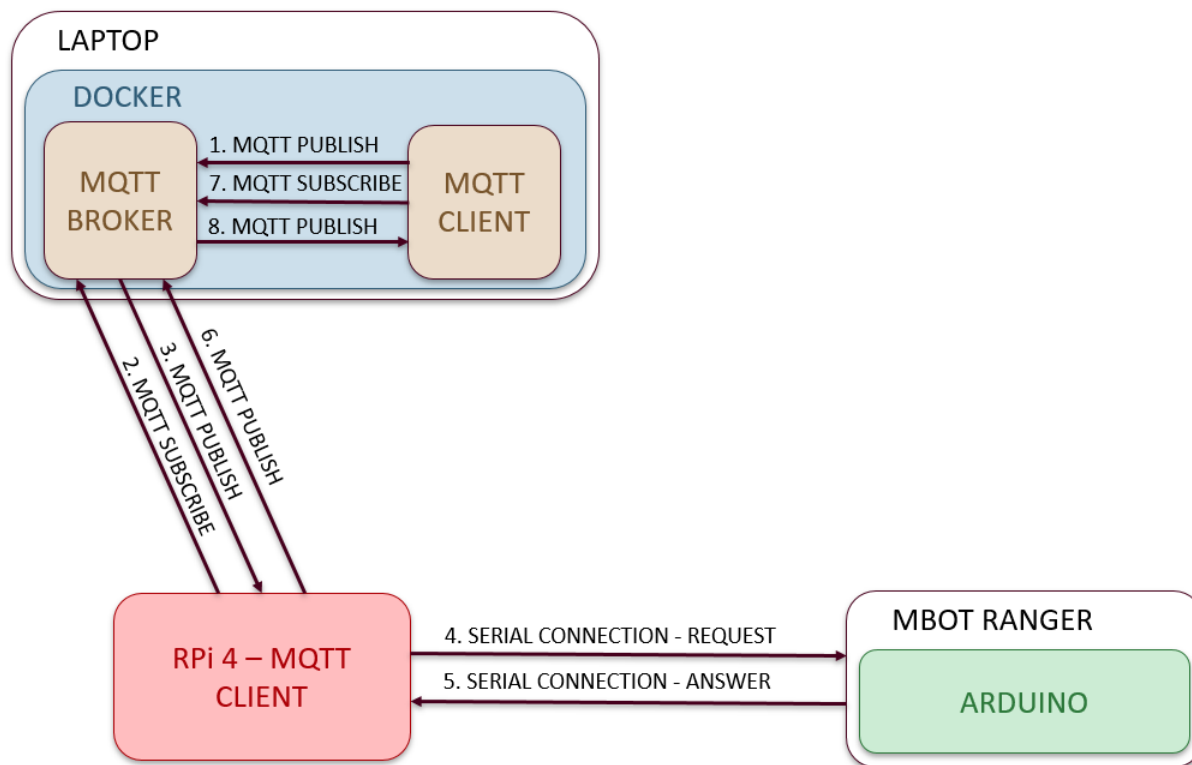 LAPTOP
DOCKER
MQTT
BROKER
1. MQTT PUBLISH
7. MQTT SUBSCRIBE
8. MQTT PUBLISH
MQTT
CLIENT
2. MQTT SUBSCRIBE
3. MQTT PUBLISH
6. MQTT PUBLISH
RPi 4 – MQTT
CLIENT
4. SERIAL CONNECTION - REQUEST
5. SERIAL CONNECTION - ANSWER
MBOT RANGER
ARDUINO